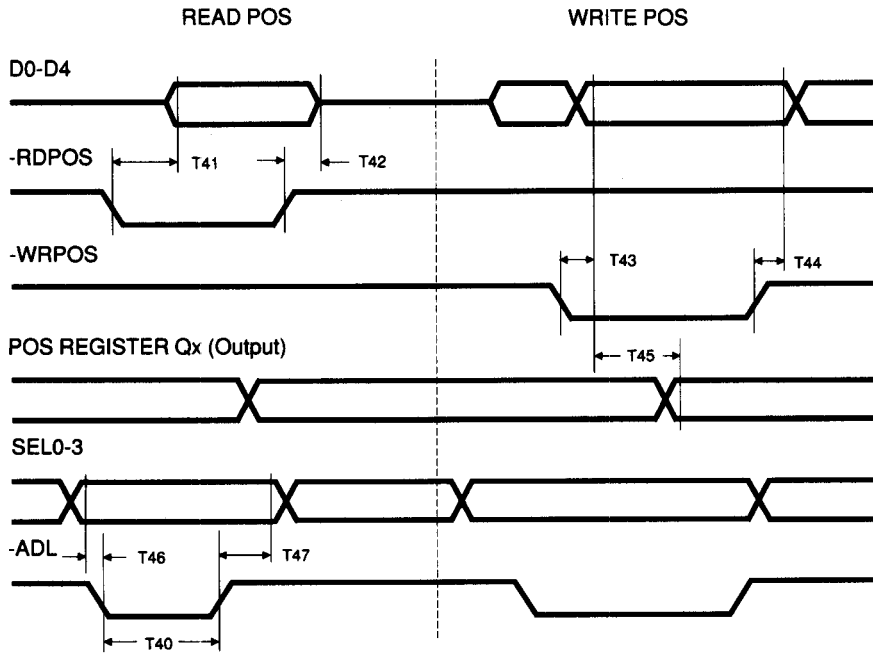 READ POS
WRITE POS
D0-D4
-RDPOS
T41
T42
-WRPOS
T43
T44
POS REGISTER Qx (Output)
T45
SEL0-3
-ADL
T46
T47
T40